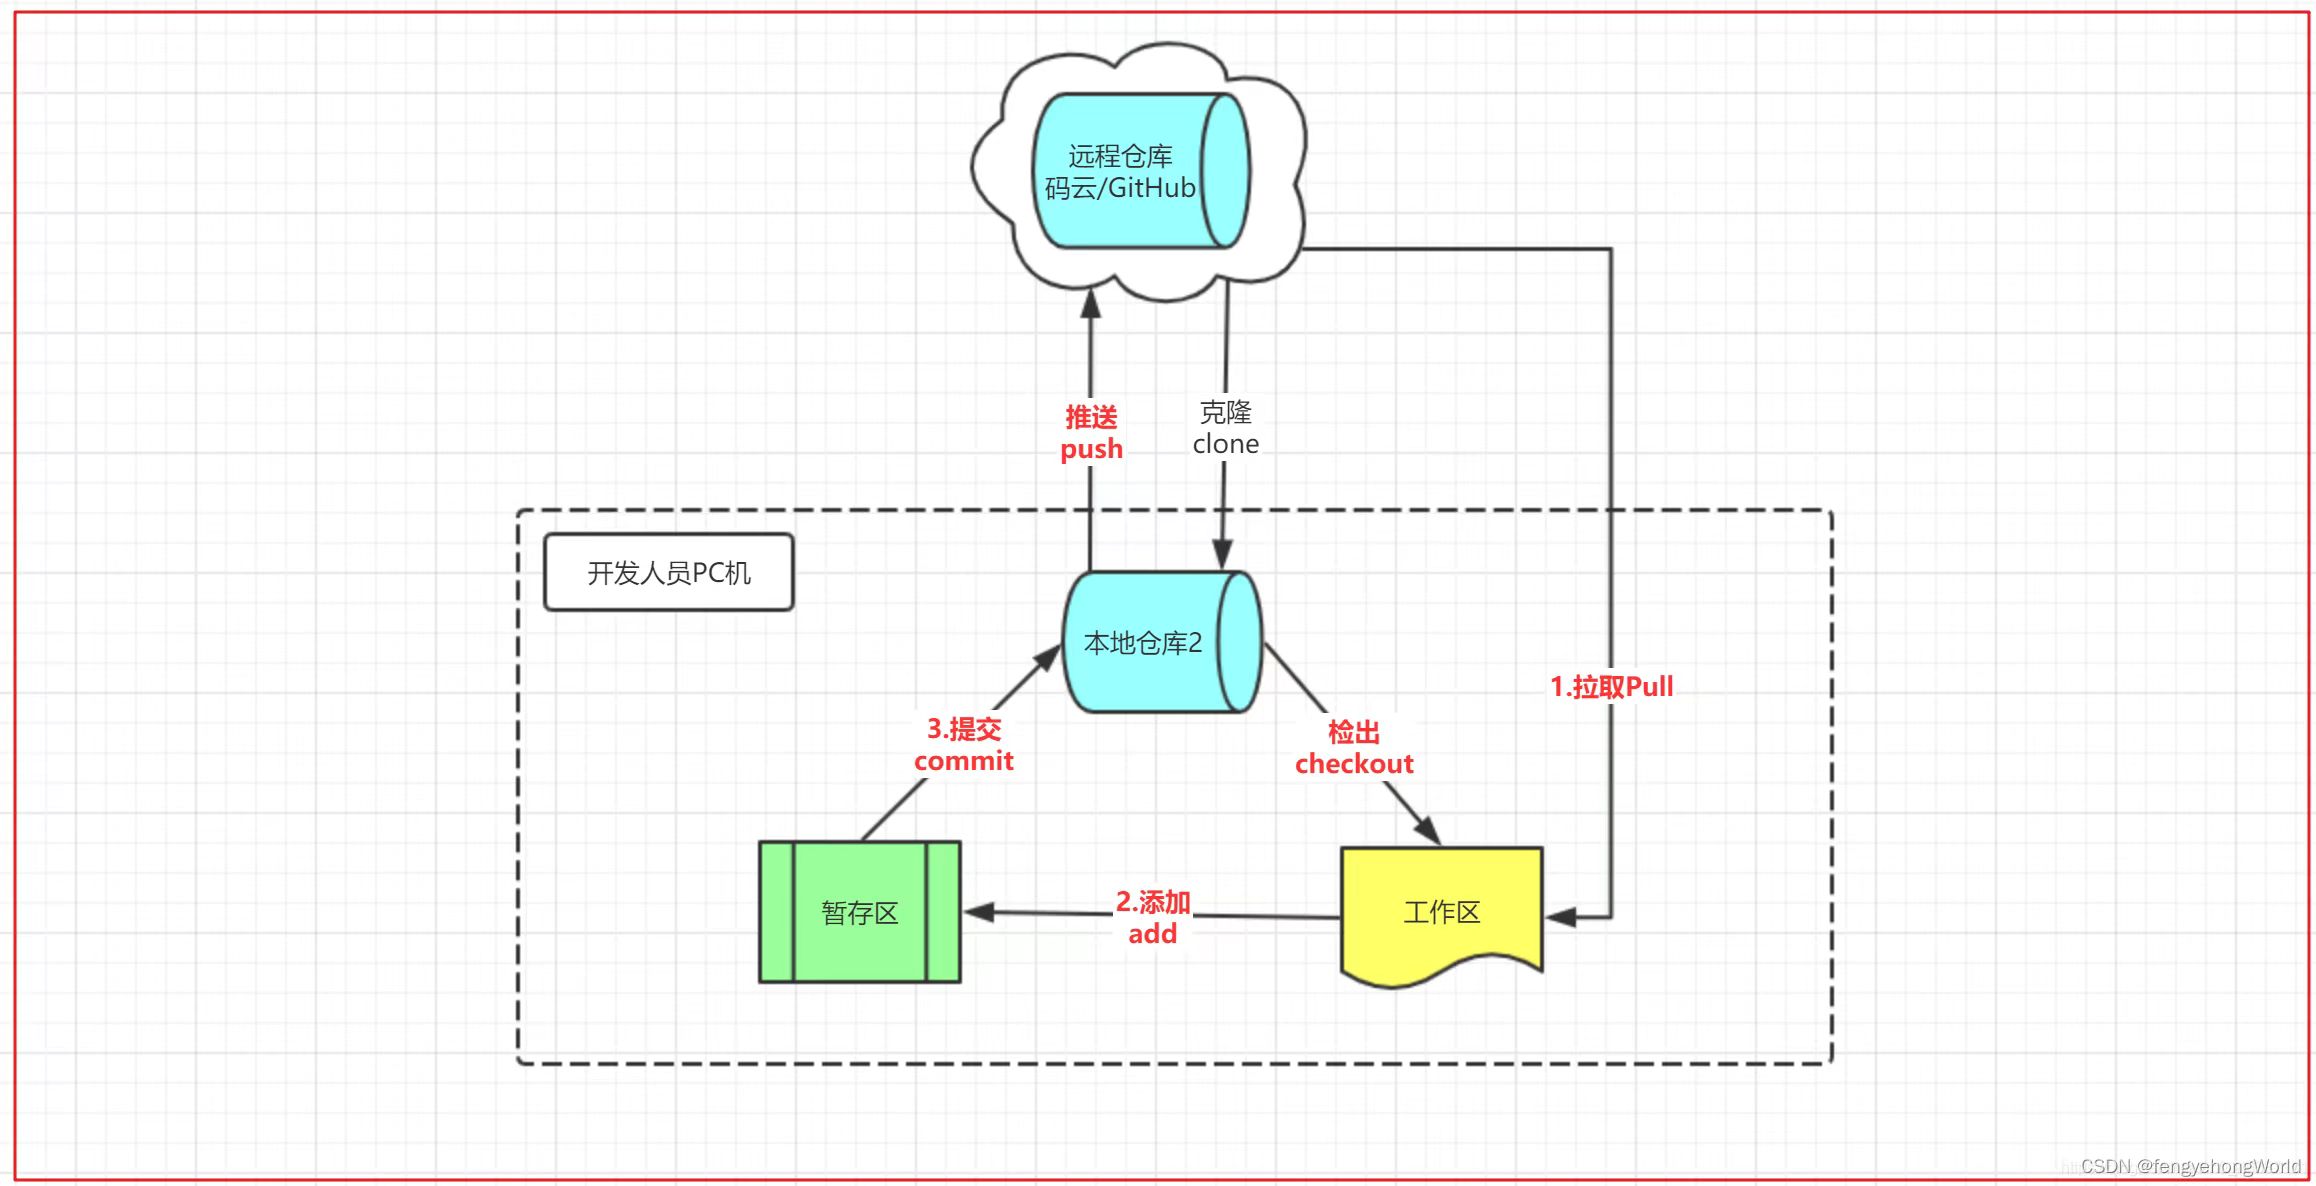 远程仓库
码云/GitHub
推送
push
克隆
clone
开发人员PC机
本地仓库2
1.拉取Pull
3.提交
commit
检出
checkout
暂存区
2.添加
add
工作区
CSDN @fengyehongWorld